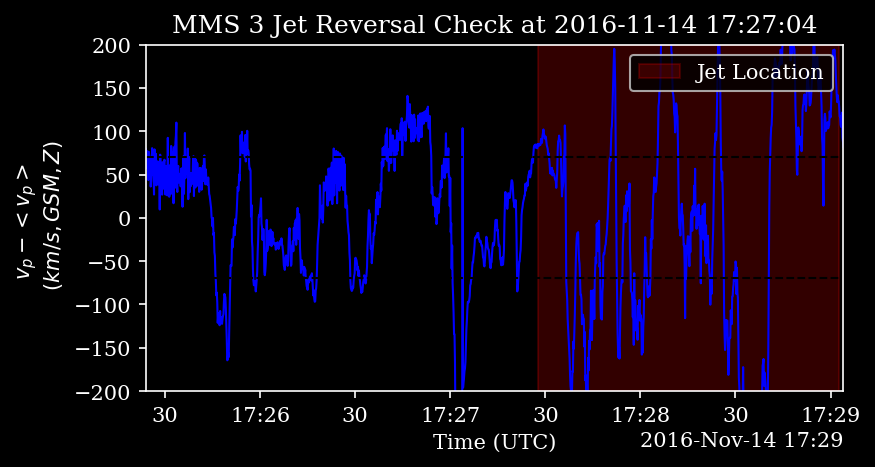 MMS 3 Jet Reversal Check at 2016-11-14 17:27:04
Jet Location
200
150
100
50
0
−50
−100
−150
−200
v_p − <v_p>
(km/s, GSM, Z)
30 17:26 30 17:27 30 17:28 30 17:29
Time (UTC)
2016-Nov-14 17:29